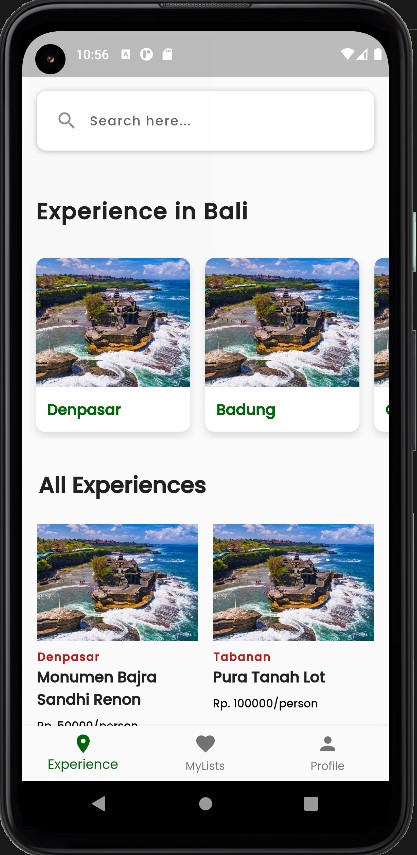 10:56
Search here...
Experience in Bali
Denpasar
Badung
All Experiences
Denpasar
Monumen Bajra
Sandhi Renon
Rp. 50000/person
Tabanan
Pura Tanah Lot
Rp. 100000/person
Experience
MyLists
Profile